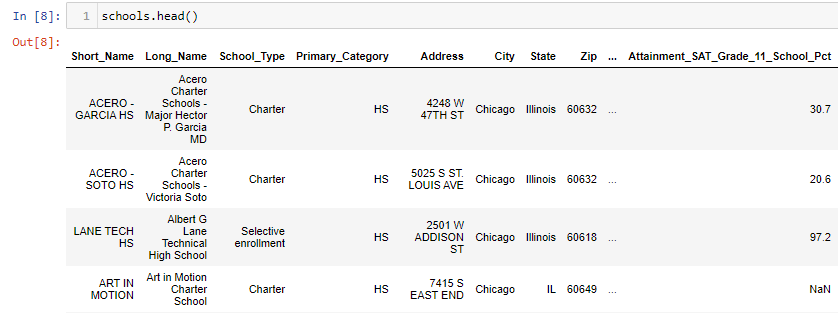 In [8]: 1 schools.head()
Out[8]:
Short_Name Long_Name School_Type Primary_Category Address City State Zip ... Attainment_SAT_Grade_11_School_Pct
Acero
Charter
ACERO - Schools - 4248 W
GARCIA HS Major Hector Charter HS 47TH ST Chicago Illinois 60632 ... 30.7
P. Garcia
MD
Acero
ACERO - Charter 5025 S ST.
SOTO HS Schools - Charter HS LOUIS AVE Chicago Illinois 60632 ... 20.6
Victoria Soto
Albert G
LANE TECH Lane Selective 2501 W
HS Technical enrollment HS ADDISON Chicago Illinois 60618 ... 97.2
High School ST
ART IN Art in Motion 7415 S
MOTION Charter Charter HS EAST END Chicago IL 60649 ... NaN
School